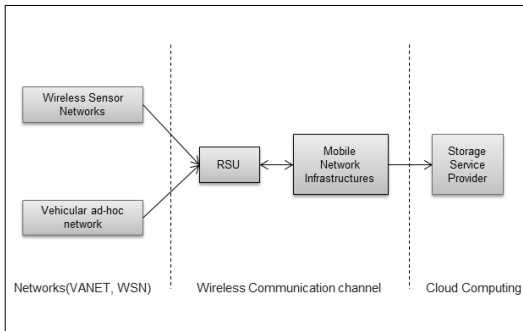 Wireless Sensor
Networks
Vehicular ad-hoc
network
RSU
Mobile
Network
Infrastructures
Storage
Service
Provider
Networks(VANET, WSN)
Wireless Communication channel
Cloud Computing